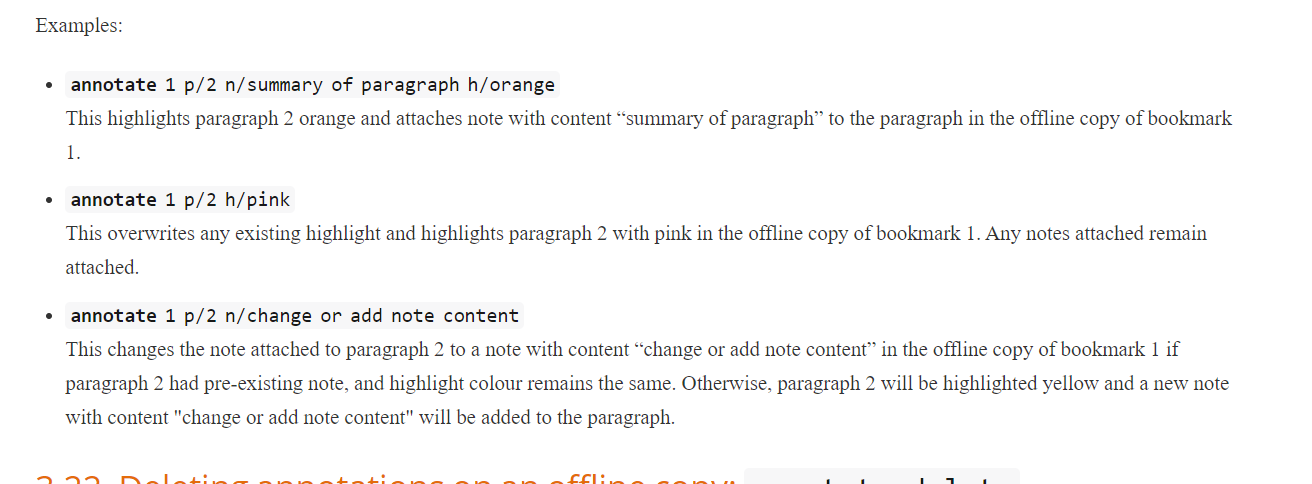 Examples:
annotate 1 p/2 n/summary of paragraph h/orange
This highlights paragraph 2 orange and attaches note with content “summary of paragraph” to the paragraph in the offline copy of bookmark
1.
annotate 1 p/2 h/pink
This overwrites any existing highlight and highlights paragraph 2 with pink in the offline copy of bookmark 1. Any notes attached remain
attached.
annotate 1 p/2 n/change or add note content
This changes the note attached to paragraph 2 to a note with content “change or add note content” in the offline copy of bookmark 1 if
paragraph 2 had pre-existing note, and highlight colour remains the same. Otherwise, paragraph 2 will be highlighted yellow and a new note
with content "change or add note content" will be added to the paragraph.
Deleting annotations on an offline copy: